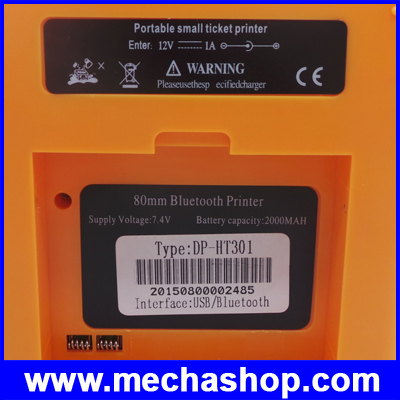 Portable small ticket printer
Enter: 12V 1A
WARNING
Pleaseusethesp ecifiedcharger
CE
80mm Bluetooth Printer
Supply Voltage:7.4V Battery capacity:2000MAH
Type:DP-HT301
20150800002485
Interface:USB/Bluetooth
www.mechashop.com